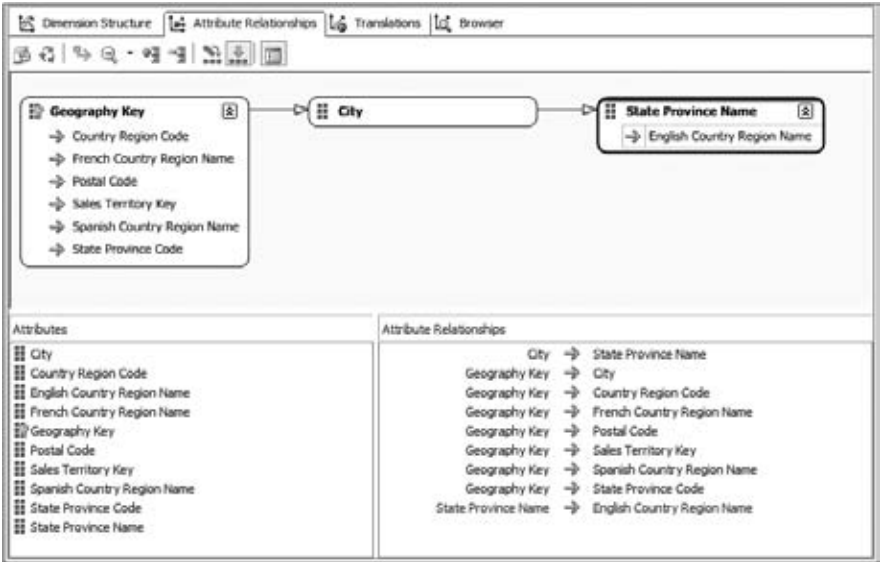 Dimension Structure Attribute Relationships Translations Browser
Geography Key City State Province Name
Country Region Code English Country Region Name
French Country Region Name
Postal Code
Sales Territory Key
Spanish Country Region Name
State Province Code
Attributes
City
Country Region Code
English Country Region Name
French Country Region Name
Geography Key
Postal Code
Sales Territory Key
Spanish Country Region Name
State Province Code
State Province Name
Attribute Relationships
City State Province Name
Geography Key City
Geography Key Country Region Code
Geography Key French Country Region Name
Geography Key Postal Code
Geography Key Sales Territory Key
Geography Key Spanish Country Region Name
Geography Key State Province Code
State Province Name English Country Region Name